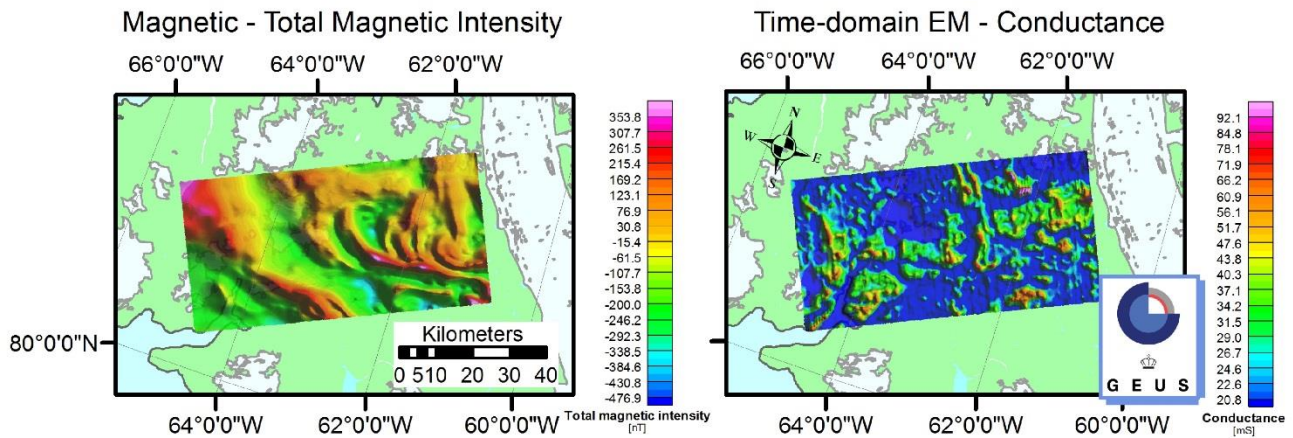 Magnetic - Total Magnetic Intensity
66°0'0"W 64°0'0"W 62°0'0"W
353.8
307.7
261.5
215.4
169.2
123.1
76.9
30.8
-15.4
-61.5
-107.7
-153.8
-200.0
-246.2
-292.3
-338.5
-384.6
-430.8
-476.9
Total magnetic intensity
[nT]
80°0'0"N
Kilometers
0 5 10 20 30 40
64°0'0"W 62°0'0"W 60°0'0"W
Time-domain EM - Conductance
66°0'0"W 64°0'0"W 62°0'0"W
N
W
E
S
92.1
84.8
78.1
71.9
66.2
60.9
56.1
51.7
47.6
43.8
40.3
37.1
34.2
31.5
29.0
26.7
24.6
22.6
20.8
Conductance
[mS]
GEUS
64°0'0"W 62°0'0"W 60°0'0"W